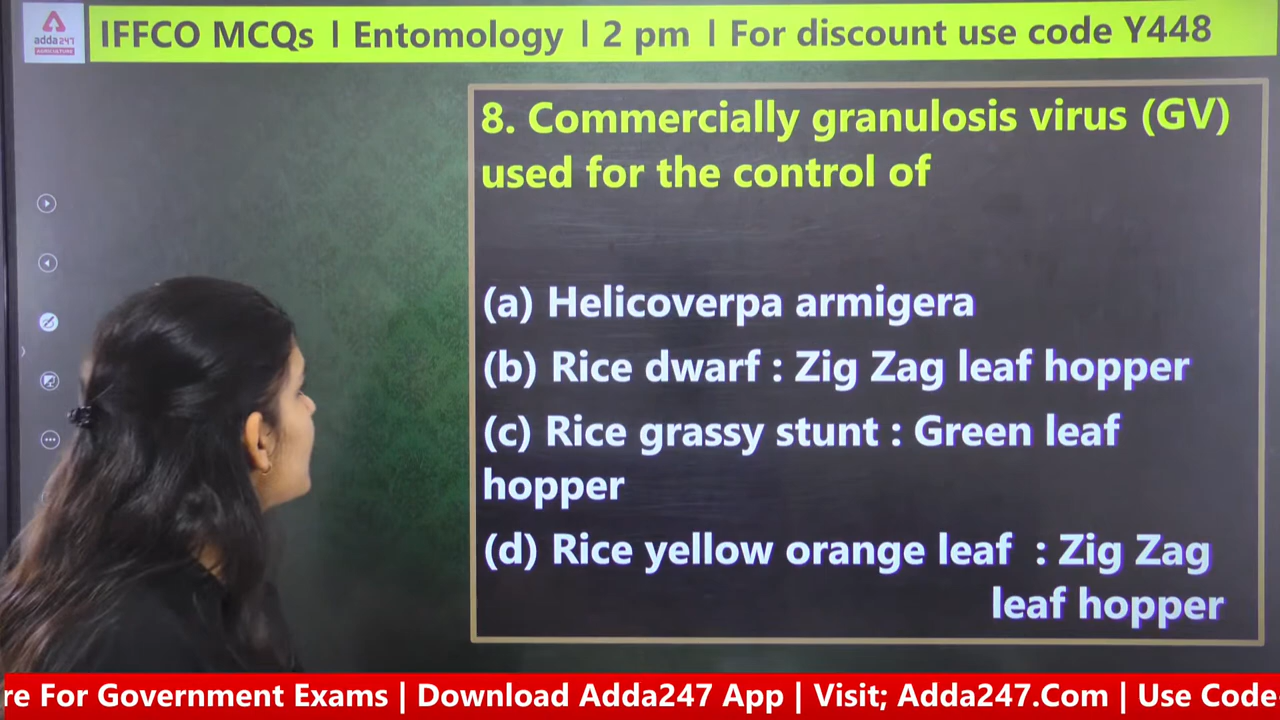 adda247
AGRICULTURE
IFFCO MCQs l Entomology l 2 pm l For discount use code Y448
8. Commercially granulosis virus (GV)
used for the control of
(a) Helicoverpa armigera
(b) Rice dwarf : Zig Zag leaf hopper
(c) Rice grassy stunt : Green leaf
hopper
(d) Rice yellow orange leaf : Zig Zag
leaf hopper
re For Government Exams | Download Adda247 App | Visit; Adda247.Com | Use Code